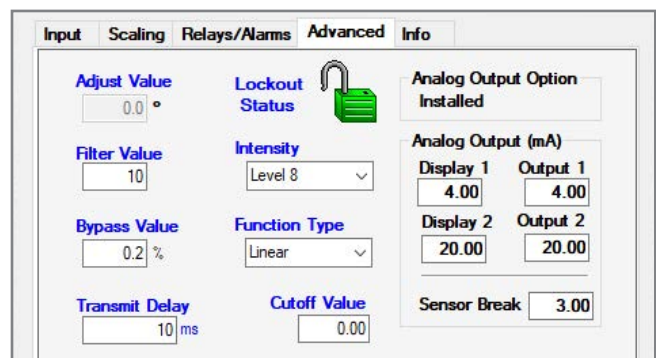 Input Scaling Relays/Alarms Advanced Info
Adjust Value
0.0 °
Lockout
Status
Analog Output Option
Installed
Filter Value
10
Intensity
Level 8
Analog Output (mA)
Display 1 Output 1
4.00 4.00
Bypass Value
0.2 %
Function Type
Linear
Display 2 Output 2
20.00 20.00
Transmit Delay
10 ms
Cutoff Value
0.00
Sensor Break 3.00